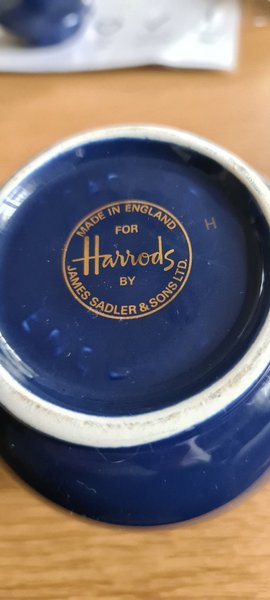 MADE IN ENGLAND
FOR
Harrods
BY
JAMES SADLER & SONS LTD.
H